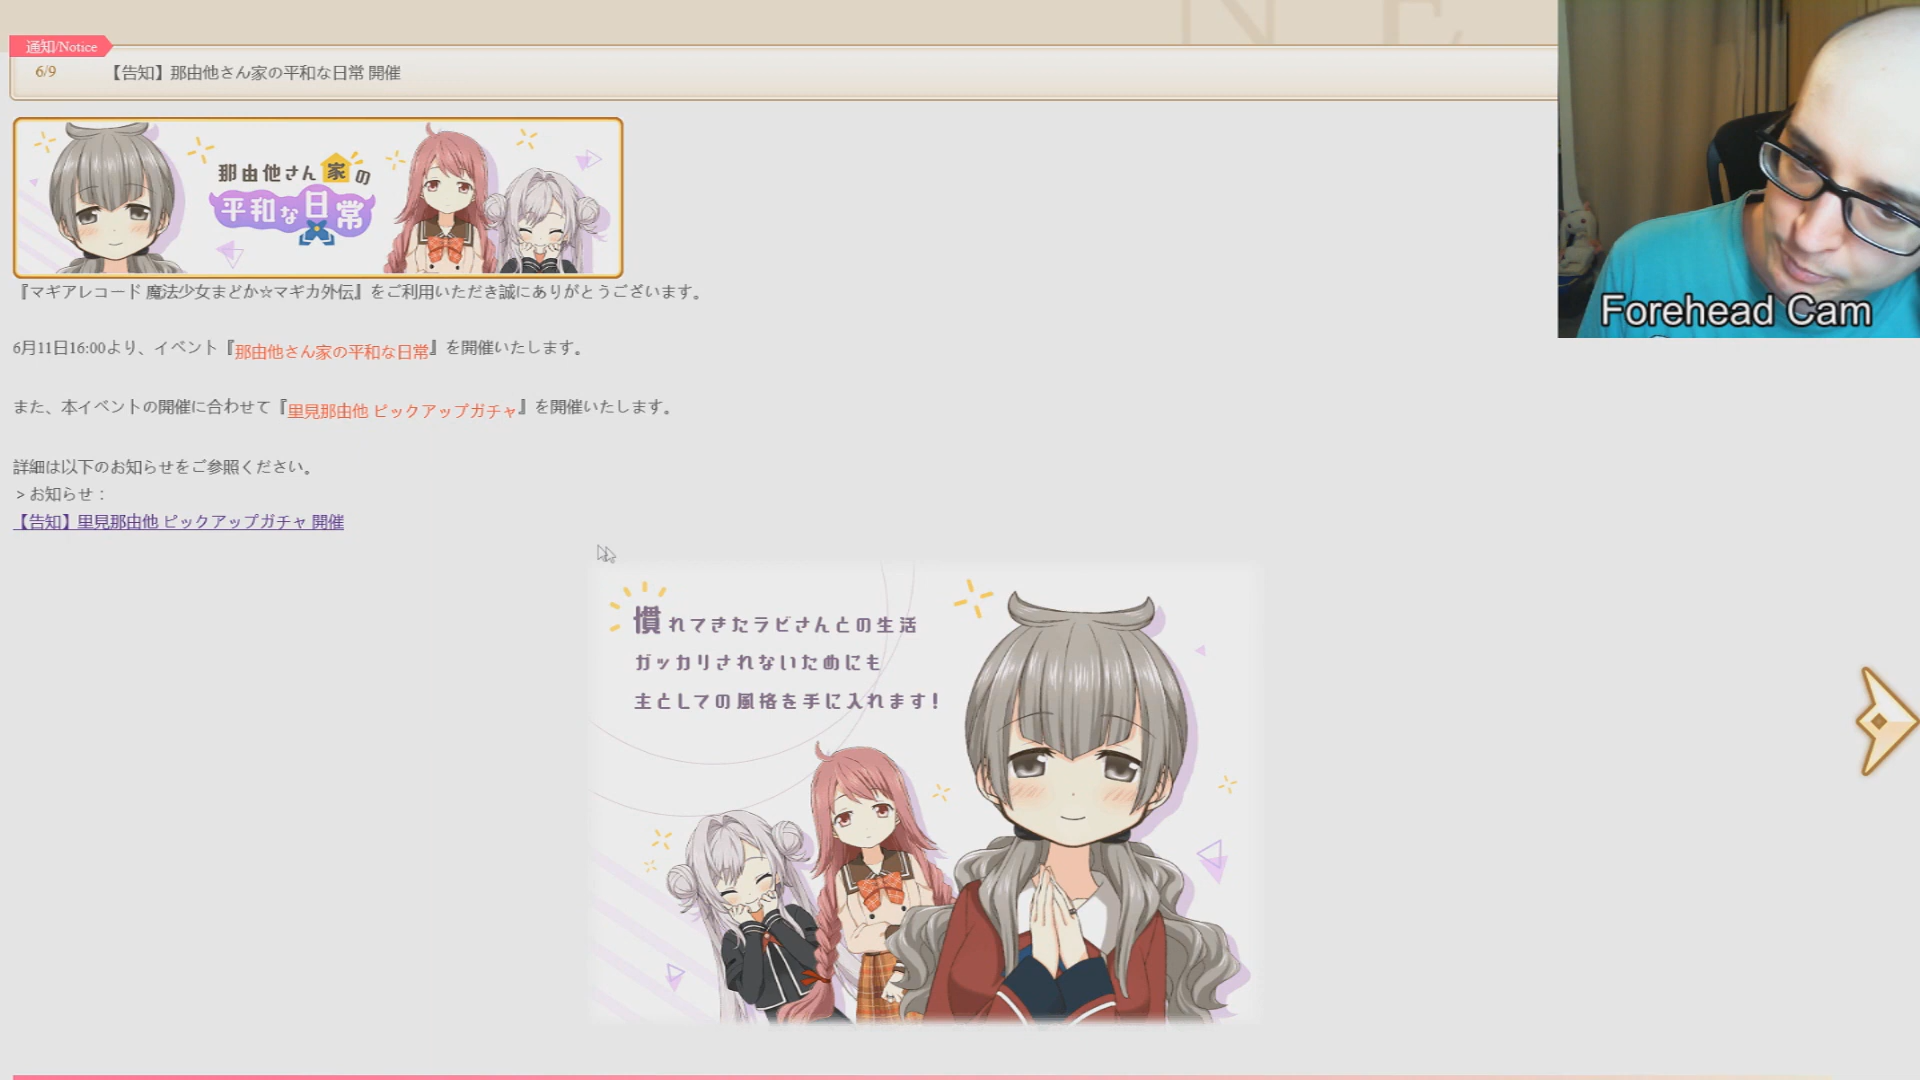 NE
通知/Notice
6/9 【告知】那由他さん家の平和な日常 開催
那由他さん家の
平和な日常
『マギアレコード 魔法少女まどか☆マギカ外伝』をご利用いただき誠にありがとうございます。
6月11日16:00より、イベント『那由他さん家の平和な日常』を開催いたします。
また、本イベントの開催に合わせて『里見那由他 ピックアップガチャ』を開催いたします。
詳細は以下のお知らせをご参照ください。
> お知らせ：
【告知】里見那由他 ピックアップガチャ 開催
慣れてきたラビさんとの生活
ガッカリされないためにも
主としての風格を手に入れます!
Forehead Cam